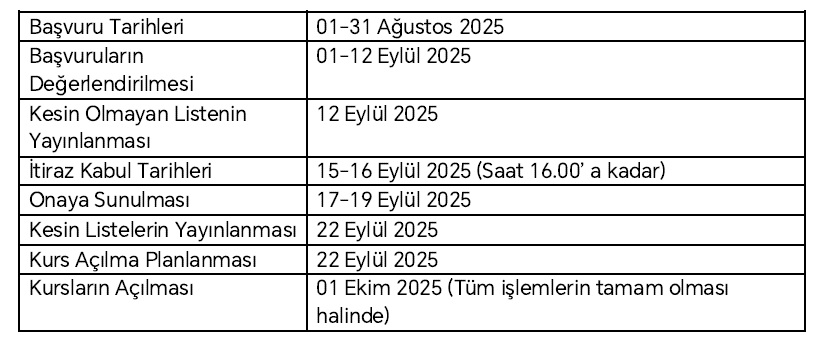 Başvuru Tarihleri 01-31 Ağustos 2025
Başvuruların 01-12 Eylül 2025
Değerlendirilmesi
Kesin Olmayan Listenin 12 Eylül 2025
Yayınlanması
İtiraz Kabul Tarihleri 15-16 Eylül 2025 (Saat 16.00’ a kadar)
Onaya Sunulması 17-19 Eylül 2025
Kesin Listelerin Yayınlanması 22 Eylül 2025
Kurs Açılma Planlanması 22 Eylül 2025
Kursların Açılması 01 Ekim 2025 (Tüm işlemlerin tamam olması
halinde)